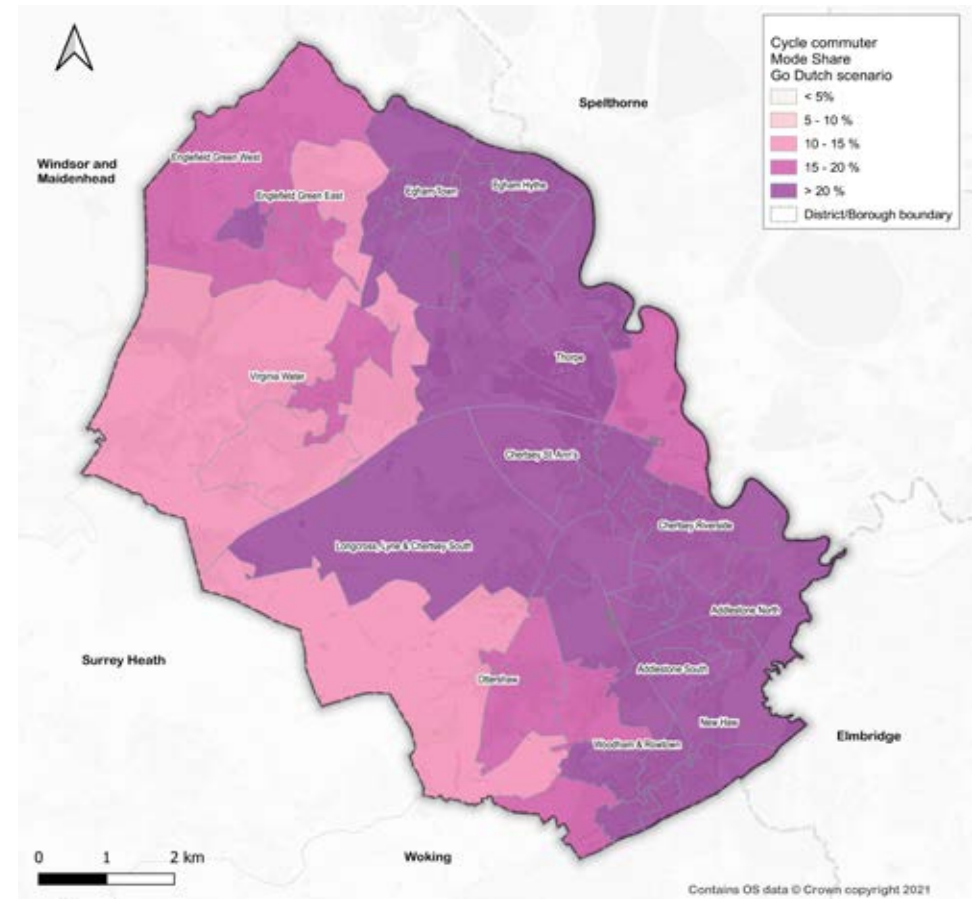 Cycle commuter
Mode Share
Go Dutch scenario
< 5%
5 - 10 %
10 - 15 %
15 - 20 %
> 20 %
District/Borough boundary
Spelthorne
Windsor and
Maidenhead
Englefield Green West
Englefield Green East
Egham Town
Egham Hythe
Thorpe
Virginia Water
Chertsey St. Ann's
Chertsey Riverside
Longcross, Lyne & Chertsey South
Addlestone North
Surrey Heath
Addlestone South
Ottershaw
New Haw
Elmbridge
Woodham & Rowtown
Woking
0 1 2 km
Contains OS data © Crown copyright 2021